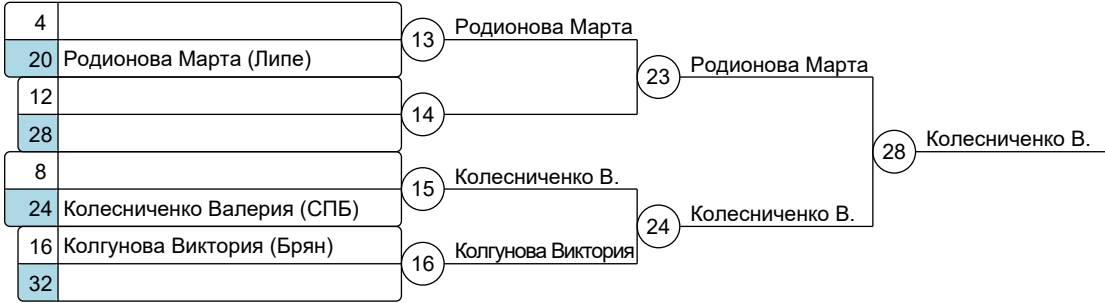 4
20 Родионова Марта (Липе)
13
Родионова Марта
23
Родионова Марта
12
28
14
28
Колесниченко В.
8
24 Колесниченко Валерия (СПБ)
15
Колесниченко В.
24
Колесниченко В.
16 Колгунова Виктория (Брян)
32
16
Колгунова Виктория